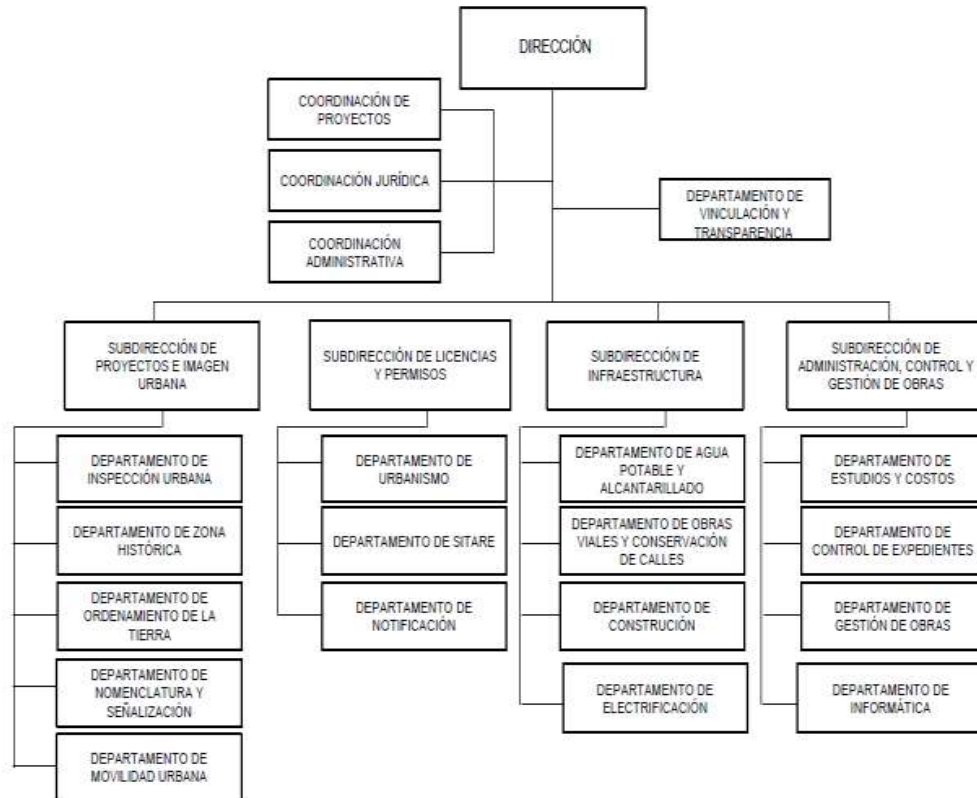 DIRECCIÓN
COORDINACIÓN DE
PROYECTOS
COORDINACIÓN JURÍDICA
COORDINACIÓN
ADMINISTRATIVA
DEPARTAMENTO DE
VINCULACIÓN Y
TRANSPARENCIA
SUBDIRECCIÓN DE
PROYECTOS E IMAGEN
URBANA
DEPARTAMENTO DE
INSPECCIÓN URBANA
DEPARTAMENTO DE ZONA
HISTÓRICA
DEPARTAMENTO DE
ORDENAMIENTO DE LA
TIERRA
DEPARTAMENTO DE
NOMENCLATURA Y
SEÑALIZACIÓN
DEPARTAMENTO DE
MOVILIDAD URBANA
SUBDIRECCIÓN DE LICENCIAS
Y PERMISOS
DEPARTAMENTO DE
URBANISMO
DEPARTAMENTO DE SITARE
DEPARTAMENTO DE
NOTIFICACIÓN
SUBDIRECCIÓN DE
INFRAESTRUCTURA
DEPARTAMENTO DE AGUA
POTABLE Y
ALCANTARILLADO
DEPARTAMENTO DE OBRAS
VIALES Y CONSERVACIÓN
DE CALLES
DEPARTAMENTO DE
CONSTRUCIÓN
DEPARTAMENTO DE
ELECTRIFICACIÓN
SUBDIRECCIÓN DE
ADMINISTRACIÓN, CONTROL Y
GESTIÓN DE OBRAS
DEPARTAMENTO DE
ESTUDIOS Y COSTOS
DEPARTAMENTO DE
CONTROL DE EXPEDIENTES
DEPARTAMENTO DE
GESTIÓN DE OBRAS
DEPARTAMENTO DE
INFORMÁTICA